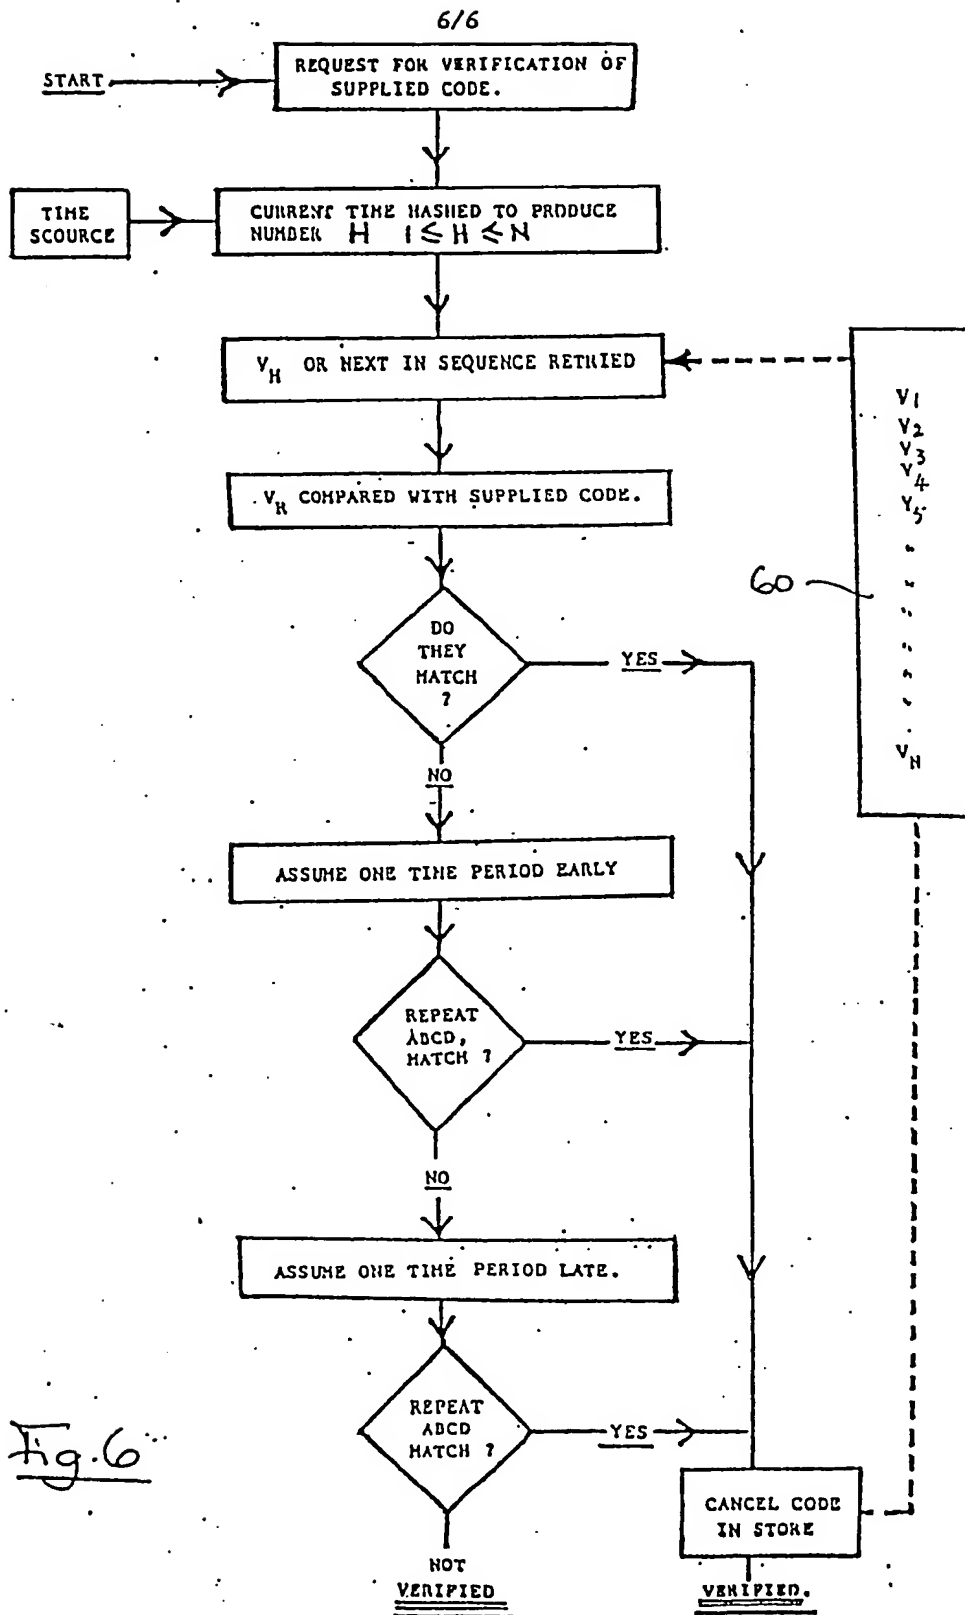 6/6
START
REQUEST FOR VERIFICATION OF
SUPPLIED CODE.
TIME
SCOURCE
CURRENT TIME HASHED TO PRODUCE
NUMBER H 1 ≤ H ≤ N
V_H OR NEXT IN SEQUENCE RETRIED
V_H COMPARED WITH SUPPLIED CODE.
V1
V2
V3
V4
V5
V_N
60
DO
THEY
MATCH
?
YES
NO
ASSUME ONE TIME PERIOD EARLY
REPEAT
ABCD,
MATCH ?
YES
NO
ASSUME ONE TIME PERIOD LATE.
REPEAT
ABCD
MATCH ?
YES
CANCEL CODE
IN STORE
NOT
VERIFIED
VERIFIED.
Fig. 6